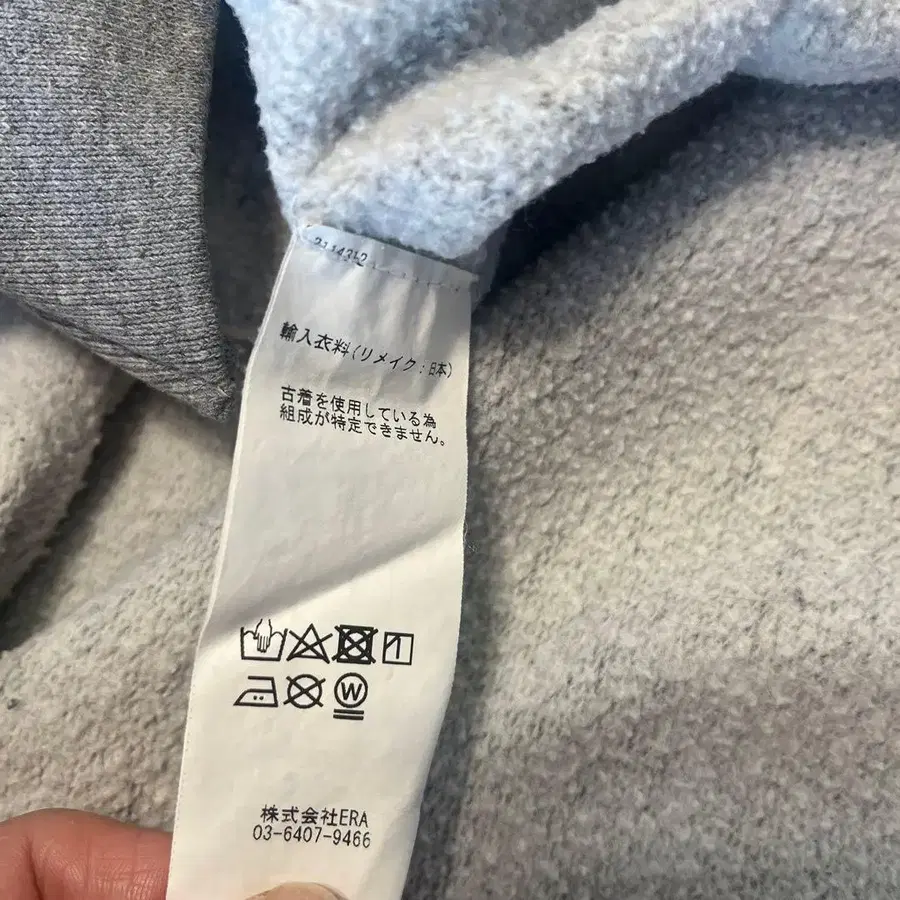 輸入衣料(リメイク:日本)
古着を使用している為
組成が特定できません。
W
株式会社ERA
03-6407-9466